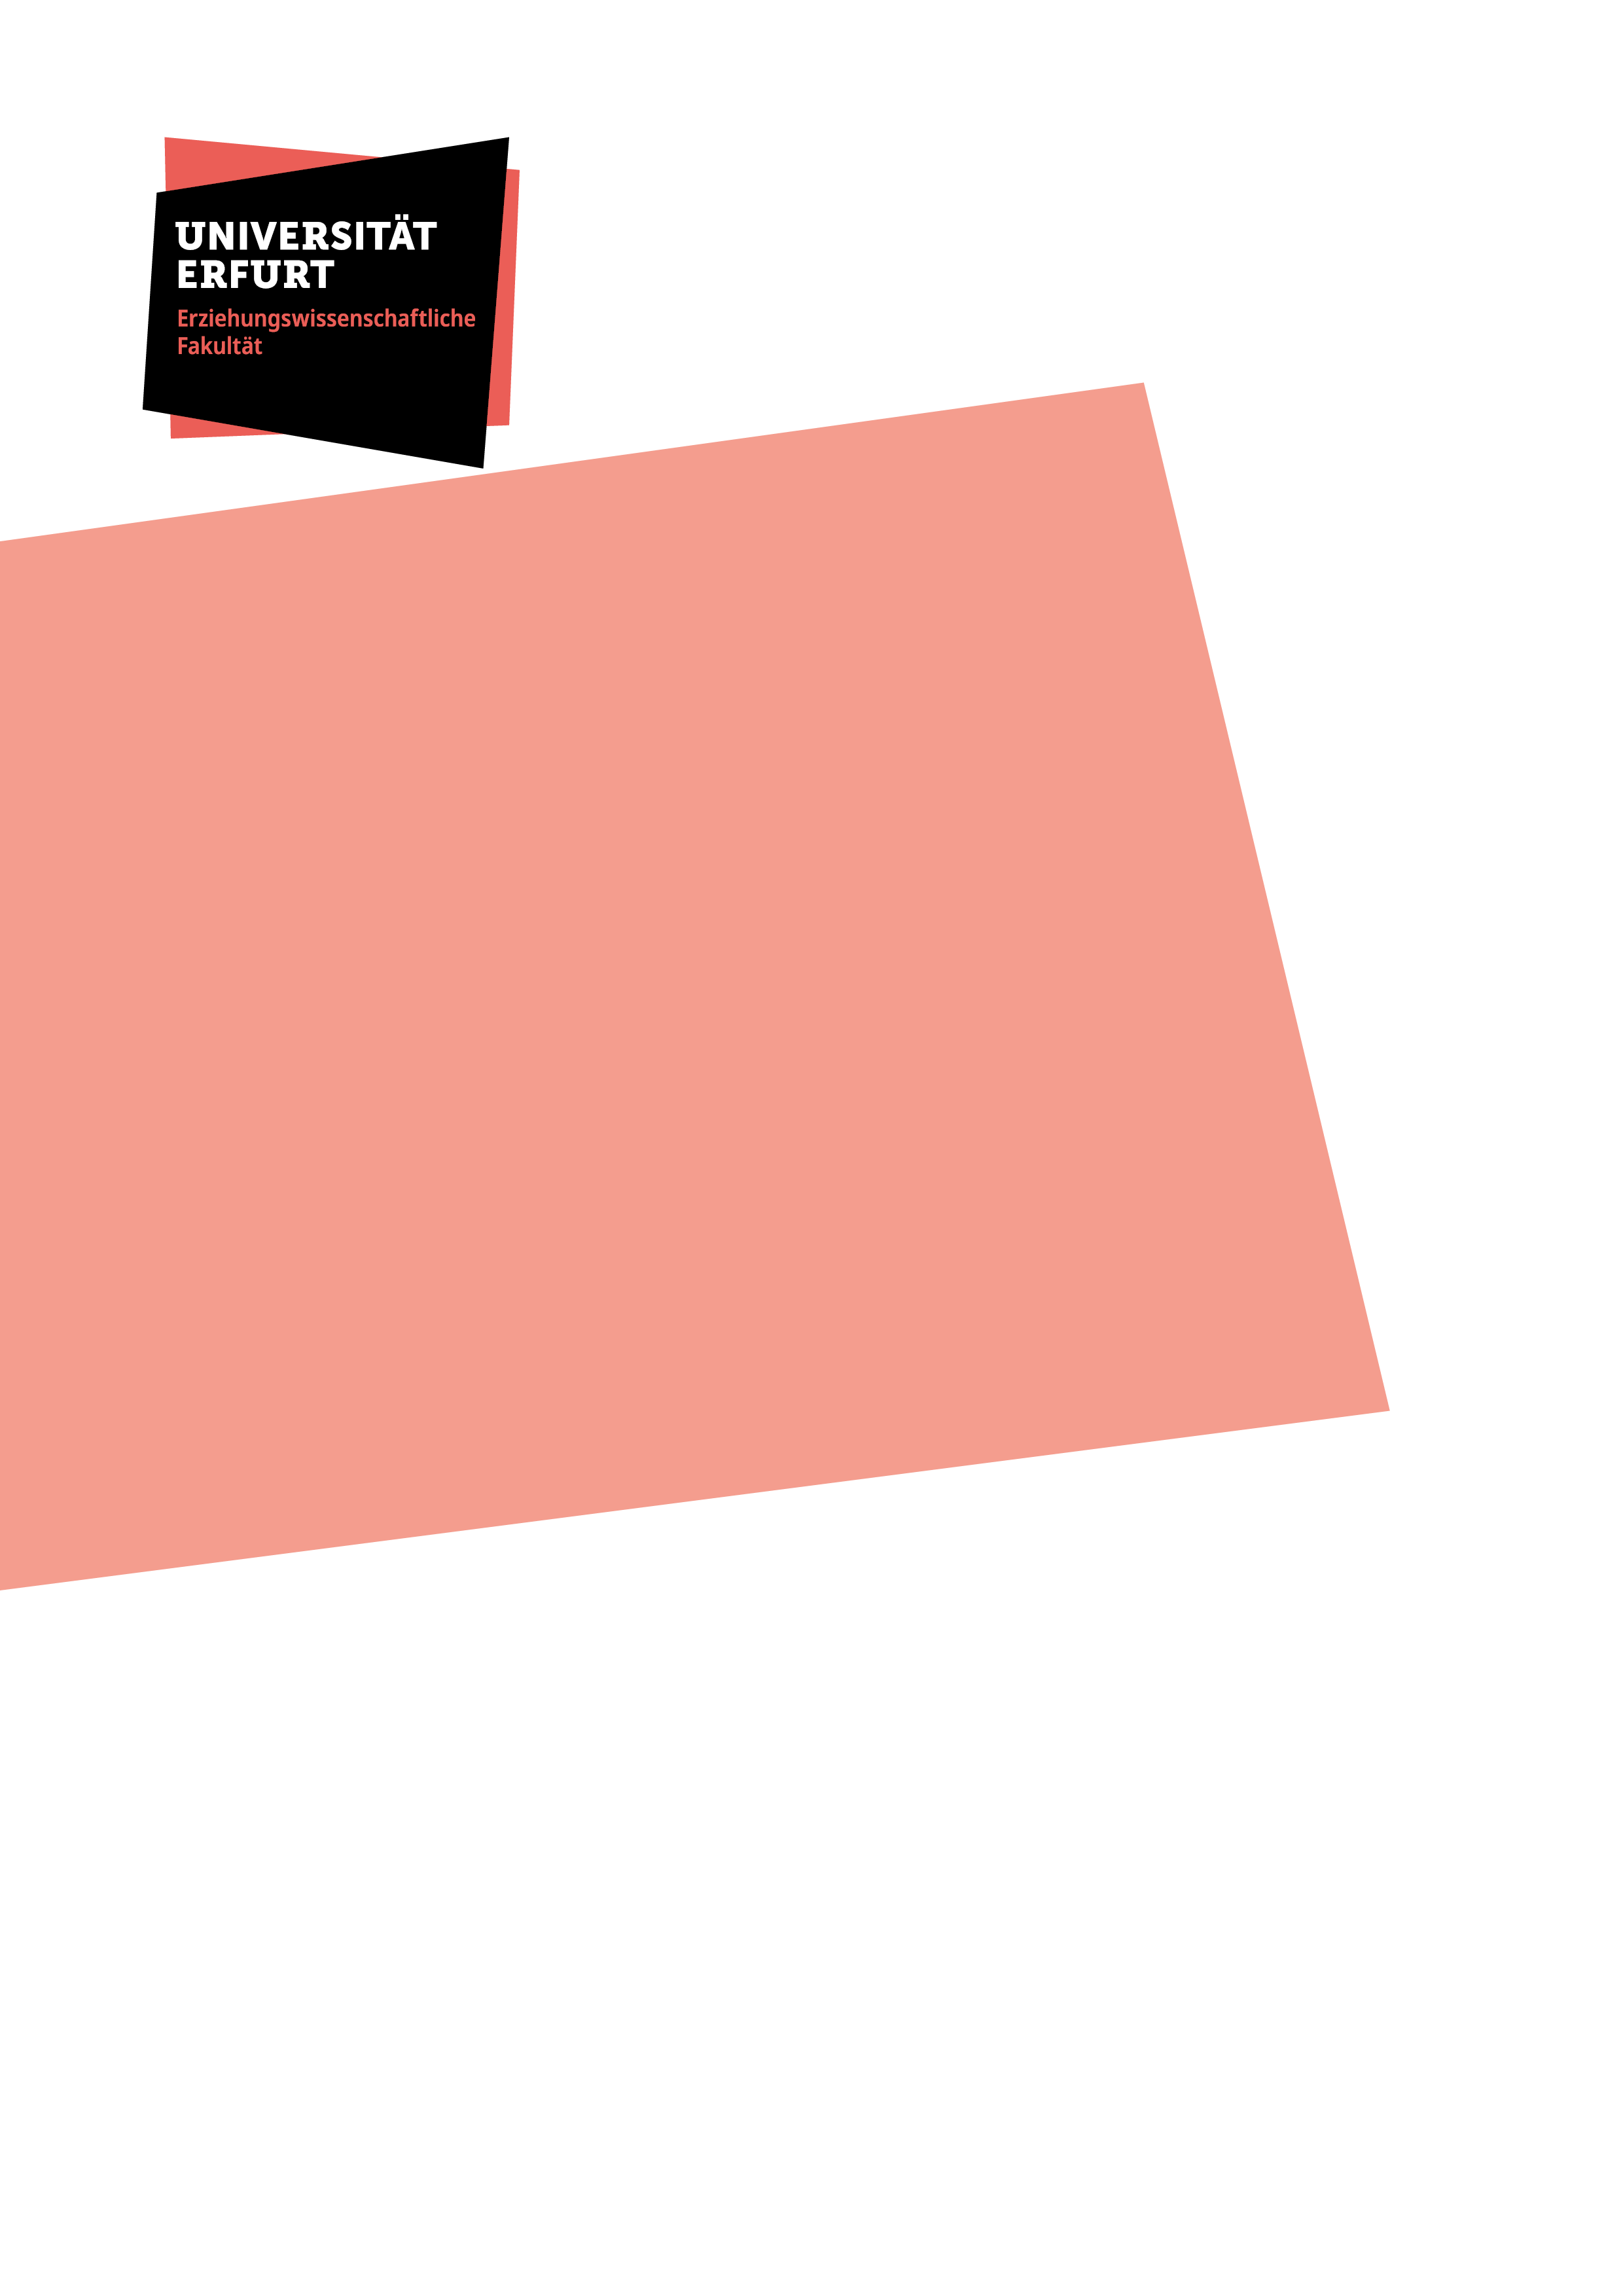 UNIVERSITÄT
ERFURT
Erziehungswissenschaftliche
Fakultät